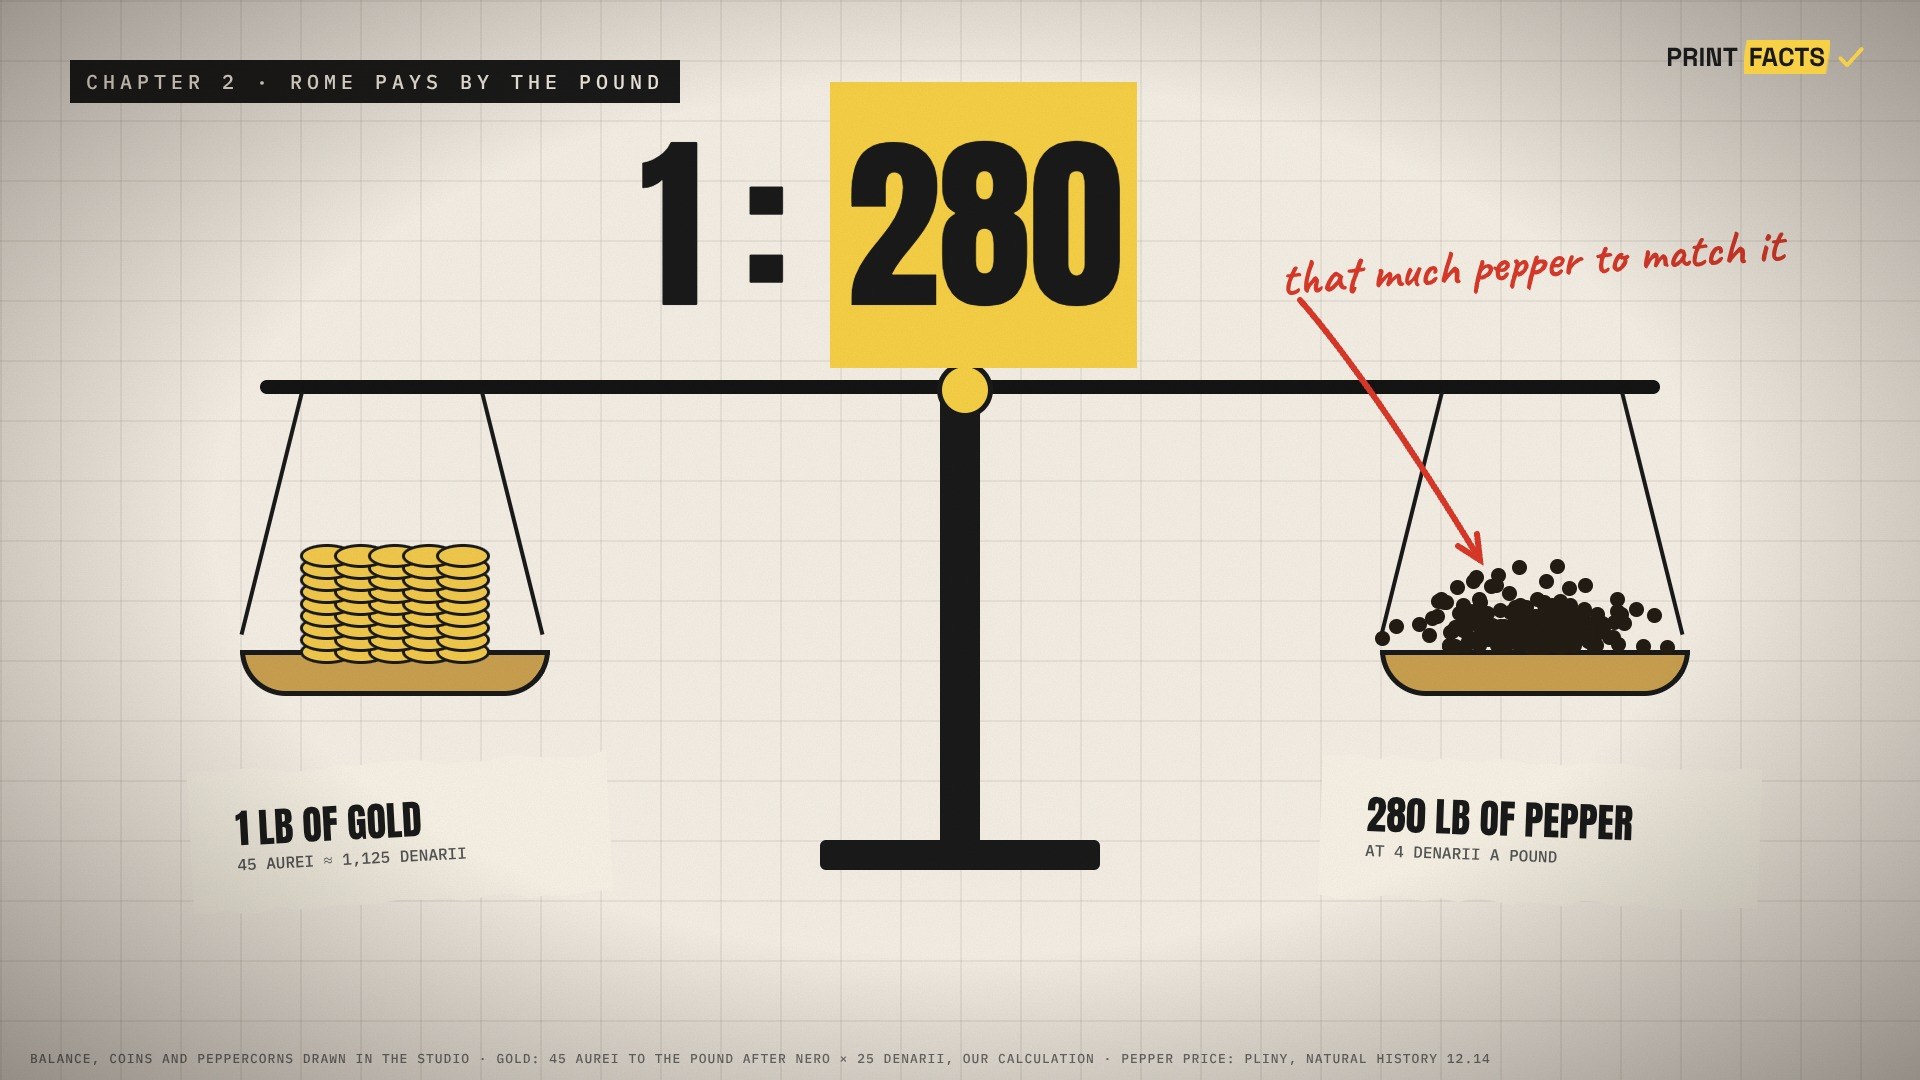 CHAPTER 2 · ROME PAYS BY THE POUND
PRINT FACTS
1:280
that much pepper to match it
1 LB OF GOLD
45 AUREI ≈ 1,125 DENARII
280 LB OF PEPPER
AT 4 DENARII A POUND
BALANCE, COINS AND PEPPERCORNS DRAWN IN THE STUDIO · GOLD: 45 AUREI TO THE POUND AFTER NERO × 25 DENARII, OUR CALCULATION · PEPPER PRICE: PLINY, NATURAL HISTORY 12.14